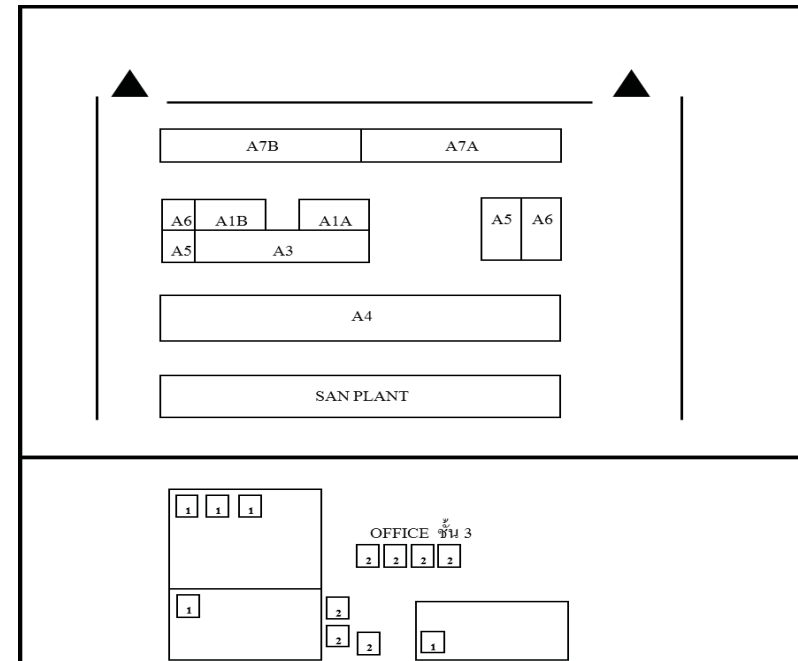 A7B A7A
A6 A1B A1A A5 A6
A5 A3
A4
SAN PLANT
1 1 1
OFFICE ชั้น 3
2 2 2 2
1 2
2 2 1